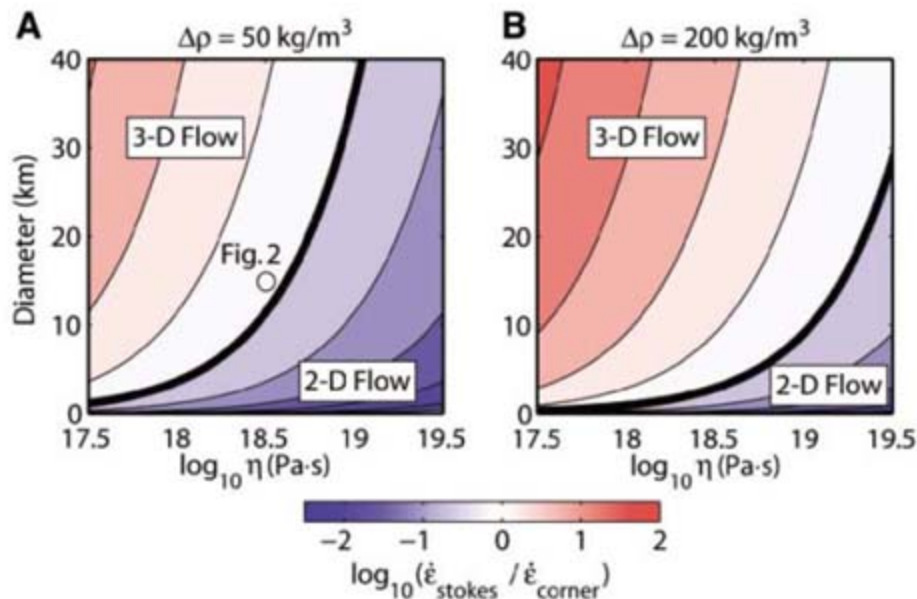 A
Δρ = 50 kg/m³
B
Δρ = 200 kg/m³
Diameter (km)
40
30
20
10
0
3-D Flow
Fig.2
2-D Flow
17.5 18 18.5 19 19.5
log₁₀ η (Pa·s)
3-D Flow
2-D Flow
40
30
20
10
0
17.5 18 18.5 19 19.5
log₁₀ η (Pa·s)
−2 −1 0 1 2
log₁₀(ε̇stokes / ε̇corner)